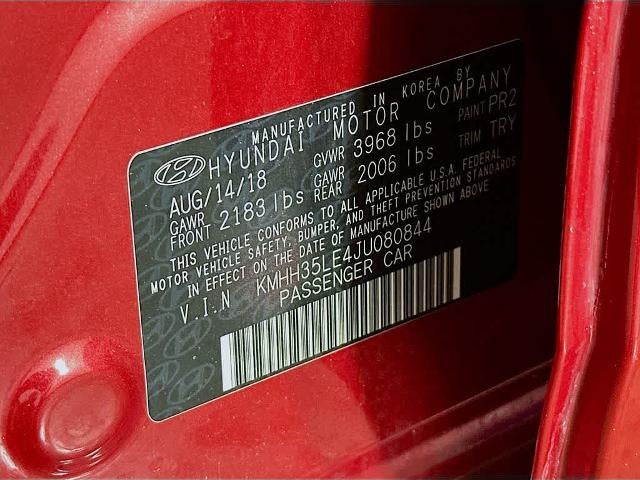 MANUFACTURED IN KOREA BY
HYUNDAI MOTOR COMPANY
AUG/14/18 GVWR 3968 lbs PAINT PR2
GAWR FRONT 2183 lbs GAWR REAR 2006 lbs TRIM TRY
THIS VEHICLE CONFORMS TO ALL APPLICABLE U.S.A. FEDERAL
MOTOR VEHICLE SAFETY, BUMPER, AND THEFT PREVENTION STANDARDS
IN EFFECT ON THE DATE OF MANUFACTURE SHOWN ABOVE
V.I.N KMHH35LE4JU080844
PASSENGER CAR